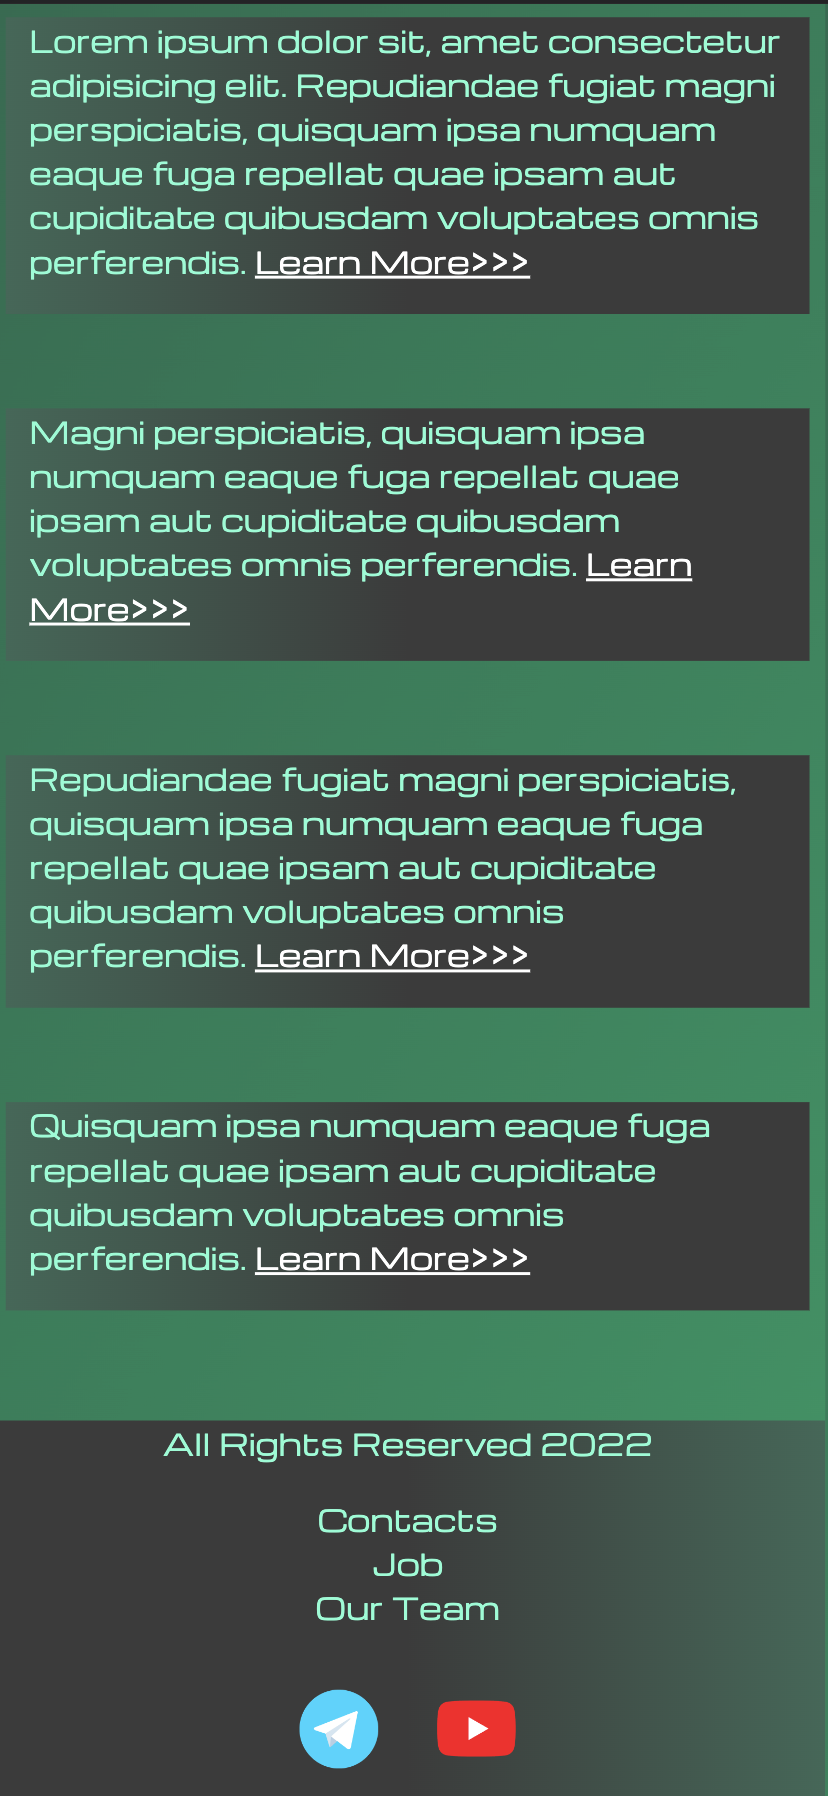 Lorem ipsum dolor sit, amet consectetur
adipisicing elit. Repudiandae fugiat magni
perspiciatis, quisquam ipsa numquam
eaque fuga repellat quae ipsam aut
cupiditate quibusdam voluptates omnis
perferendis. Learn More>>>
Magni perspiciatis, quisquam ipsa
numquam eaque fuga repellat quae
ipsam aut cupiditate quibusdam
voluptates omnis perferendis. Learn
More>>>
Repudiandae fugiat magni perspiciatis,
quisquam ipsa numquam eaque fuga
repellat quae ipsam aut cupiditate
quibusdam voluptates omnis
perferendis. Learn More>>>
Quisquam ipsa numquam eaque fuga
repellat quae ipsam aut cupiditate
quibusdam voluptates omnis
perferendis. Learn More>>>
All Rights Reserved 2022
Contacts
Job
Our Team